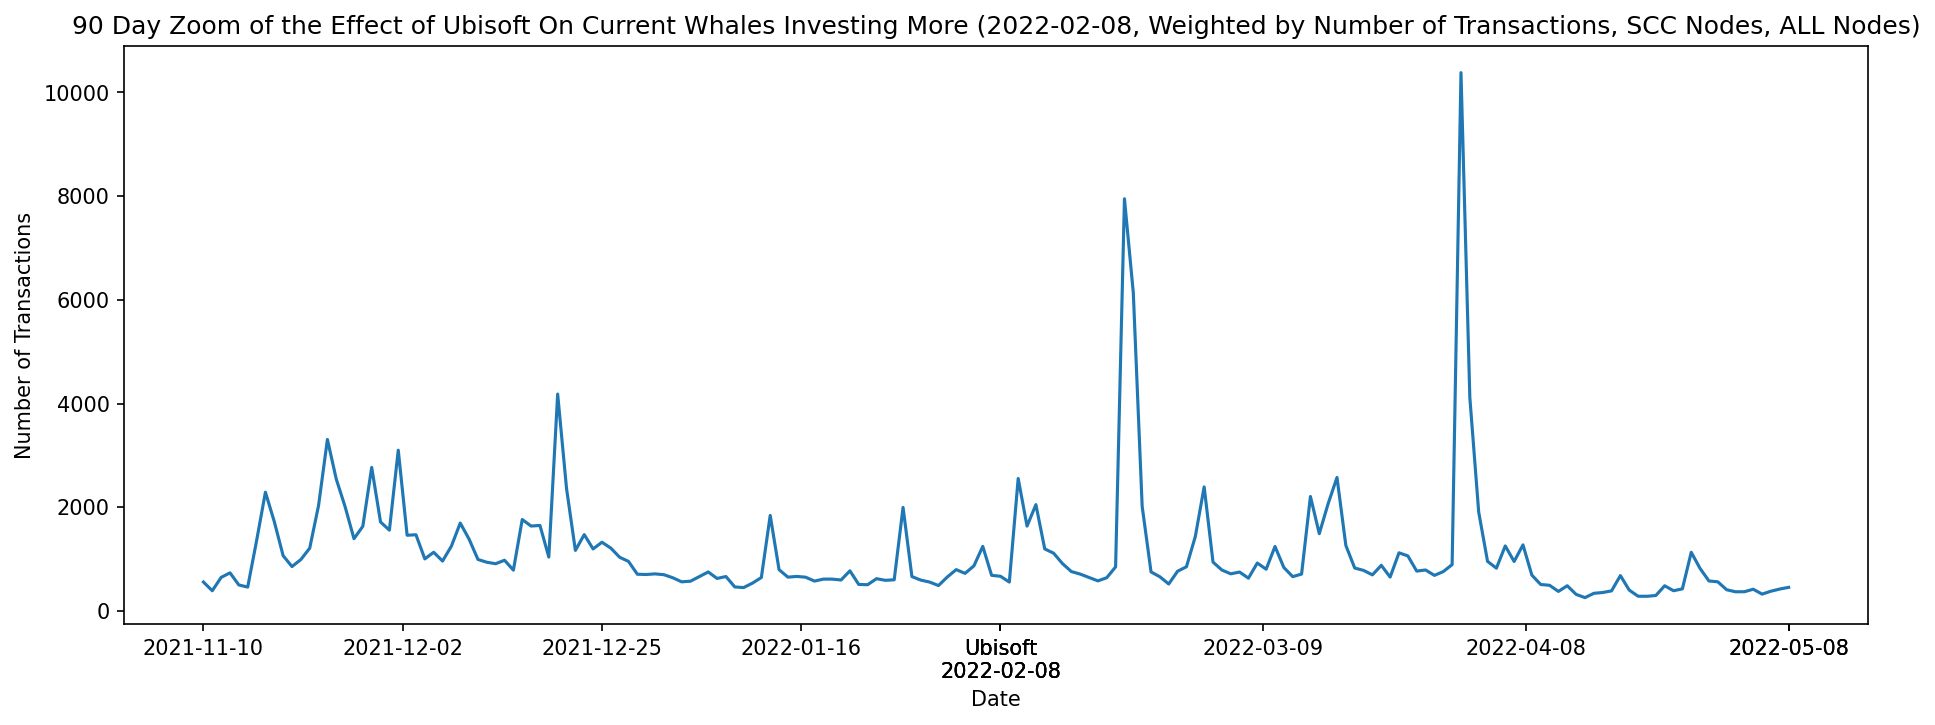 90 Day Zoom of the Effect of Ubisoft On Current Whales Investing More (2022-02-08, Weighted by Number of Transactions, SCC Nodes, ALL Nodes)
Number of Transactions
10000
8000
6000
4000
2000
0
2021-11-10 2021-12-02 2021-12-25 2022-01-16 Ubisoft 2022-03-09 2022-04-08 2022-05-08
2022-02-08
Date